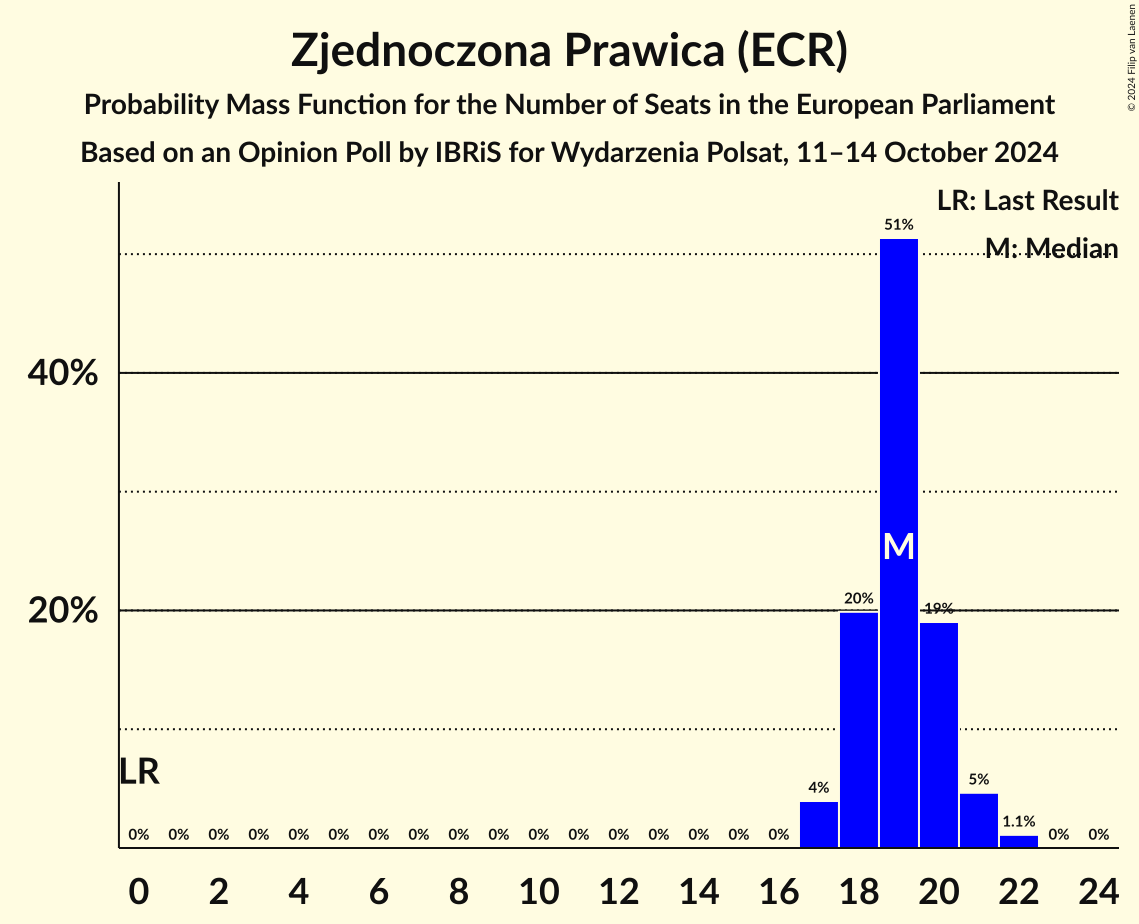 Zjednoczona Prawica (ECR)
Probability Mass Function for the Number of Seats in the European Parliament
Based on an Opinion Poll by IBRiS for Wydarzenia Polsat, 11–14 October 2024
© 2024 Filip van Laenen
LR: Last Result
M: Median
51%
40%
M
20%
20%
19%
LR
4%
5%
1.1%
0% 0% 0% 0% 0% 0% 0% 0% 0% 0% 0% 0% 0% 0% 0% 0% 0% 0% 0%
0 2 4 6 8 10 12 14 16 18 20 22 24